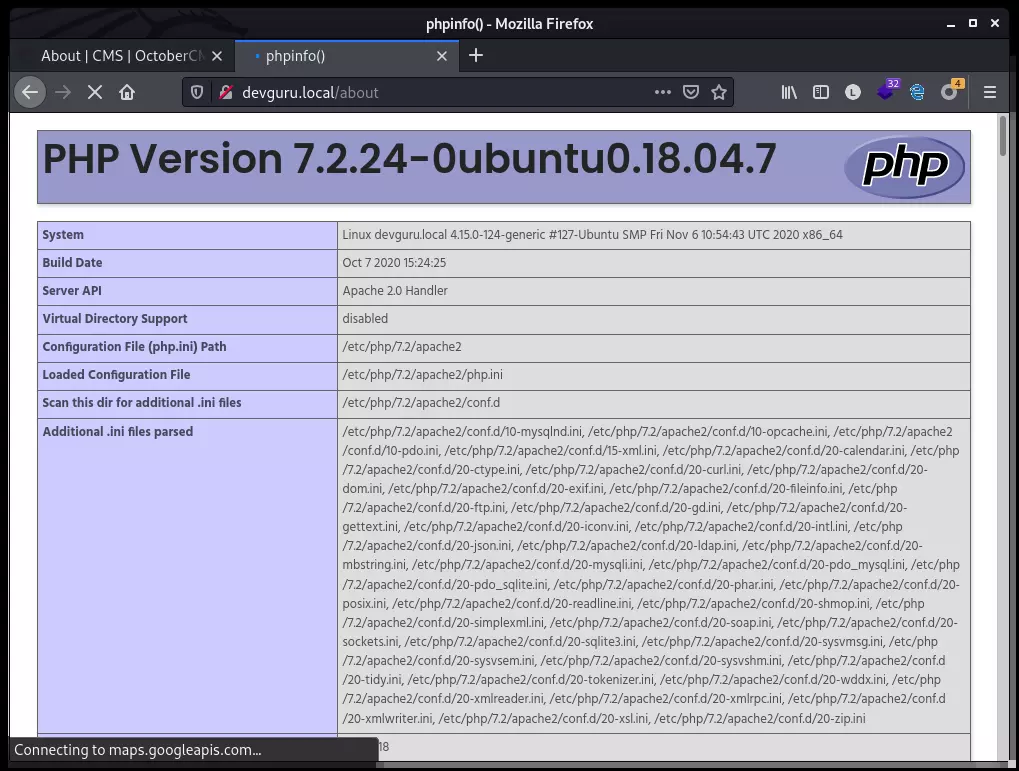 phpinfo() - Mozilla Firefox
About | CMS | OctoberCM
phpinfo()
devguru.local/about
L
32
4
PHP Version 7.2.24-0ubuntu0.18.04.7
php
System Linux devguru.local 4.15.0-124-generic #127-Ubuntu SMP Fri Nov 6 10:54:43 UTC 2020 x86_64
Build Date Oct 7 2020 15:24:25
Server API Apache 2.0 Handler
Virtual Directory Support disabled
Configuration File (php.ini) Path /etc/php/7.2/apache2
Loaded Configuration File /etc/php/7.2/apache2/php.ini
Scan this dir for additional .ini files /etc/php/7.2/apache2/conf.d
Additional .ini files parsed /etc/php/7.2/apache2/conf.d/10-mysqlnd.ini, /etc/php/7.2/apache2/conf.d/10-opcache.ini, /etc/php/7.2/apache2
/conf.d/10-pdo.ini, /etc/php/7.2/apache2/conf.d/15-xml.ini, /etc/php/7.2/apache2/conf.d/20-calendar.ini, /etc/php
/7.2/apache2/conf.d/20-ctype.ini, /etc/php/7.2/apache2/conf.d/20-curl.ini, /etc/php/7.2/apache2/conf.d/20-
dom.ini, /etc/php/7.2/apache2/conf.d/20-exif.ini, /etc/php/7.2/apache2/conf.d/20-fileinfo.ini, /etc/php
/7.2/apache2/conf.d/20-ftp.ini, /etc/php/7.2/apache2/conf.d/20-gd.ini, /etc/php/7.2/apache2/conf.d/20-
gettext.ini, /etc/php/7.2/apache2/conf.d/20-iconv.ini, /etc/php/7.2/apache2/conf.d/20-intl.ini, /etc/php
/7.2/apache2/conf.d/20-json.ini, /etc/php/7.2/apache2/conf.d/20-ldap.ini, /etc/php/7.2/apache2/conf.d/20-
mbstring.ini, /etc/php/7.2/apache2/conf.d/20-mysqli.ini, /etc/php/7.2/apache2/conf.d/20-pdo_mysql.ini, /etc/php
/7.2/apache2/conf.d/20-pdo_sqlite.ini, /etc/php/7.2/apache2/conf.d/20-phar.ini, /etc/php/7.2/apache2/conf.d/20-
posix.ini, /etc/php/7.2/apache2/conf.d/20-readline.ini, /etc/php/7.2/apache2/conf.d/20-shmop.ini, /etc/php
/7.2/apache2/conf.d/20-simplexml.ini, /etc/php/7.2/apache2/conf.d/20-soap.ini, /etc/php/7.2/apache2/conf.d/20-
sockets.ini, /etc/php/7.2/apache2/conf.d/20-sqlite3.ini, /etc/php/7.2/apache2/conf.d/20-sysvmsg.ini, /etc/php
/7.2/apache2/conf.d/20-sysvsem.ini, /etc/php/7.2/apache2/conf.d/20-sysvshm.ini, /etc/php/7.2/apache2/conf.d
/20-tidy.ini, /etc/php/7.2/apache2/conf.d/20-tokenizer.ini, /etc/php/7.2/apache2/conf.d/20-wddx.ini, /etc/php
/7.2/apache2/conf.d/20-xmlreader.ini, /etc/php/7.2/apache2/conf.d/20-xmlrpc.ini, /etc/php/7.2/apache2/conf.d
/20-xmlwriter.ini, /etc/php/7.2/apache2/conf.d/20-xsl.ini, /etc/php/7.2/apache2/conf.d/20-zip.ini
18
Connecting to maps.googleapis.com...